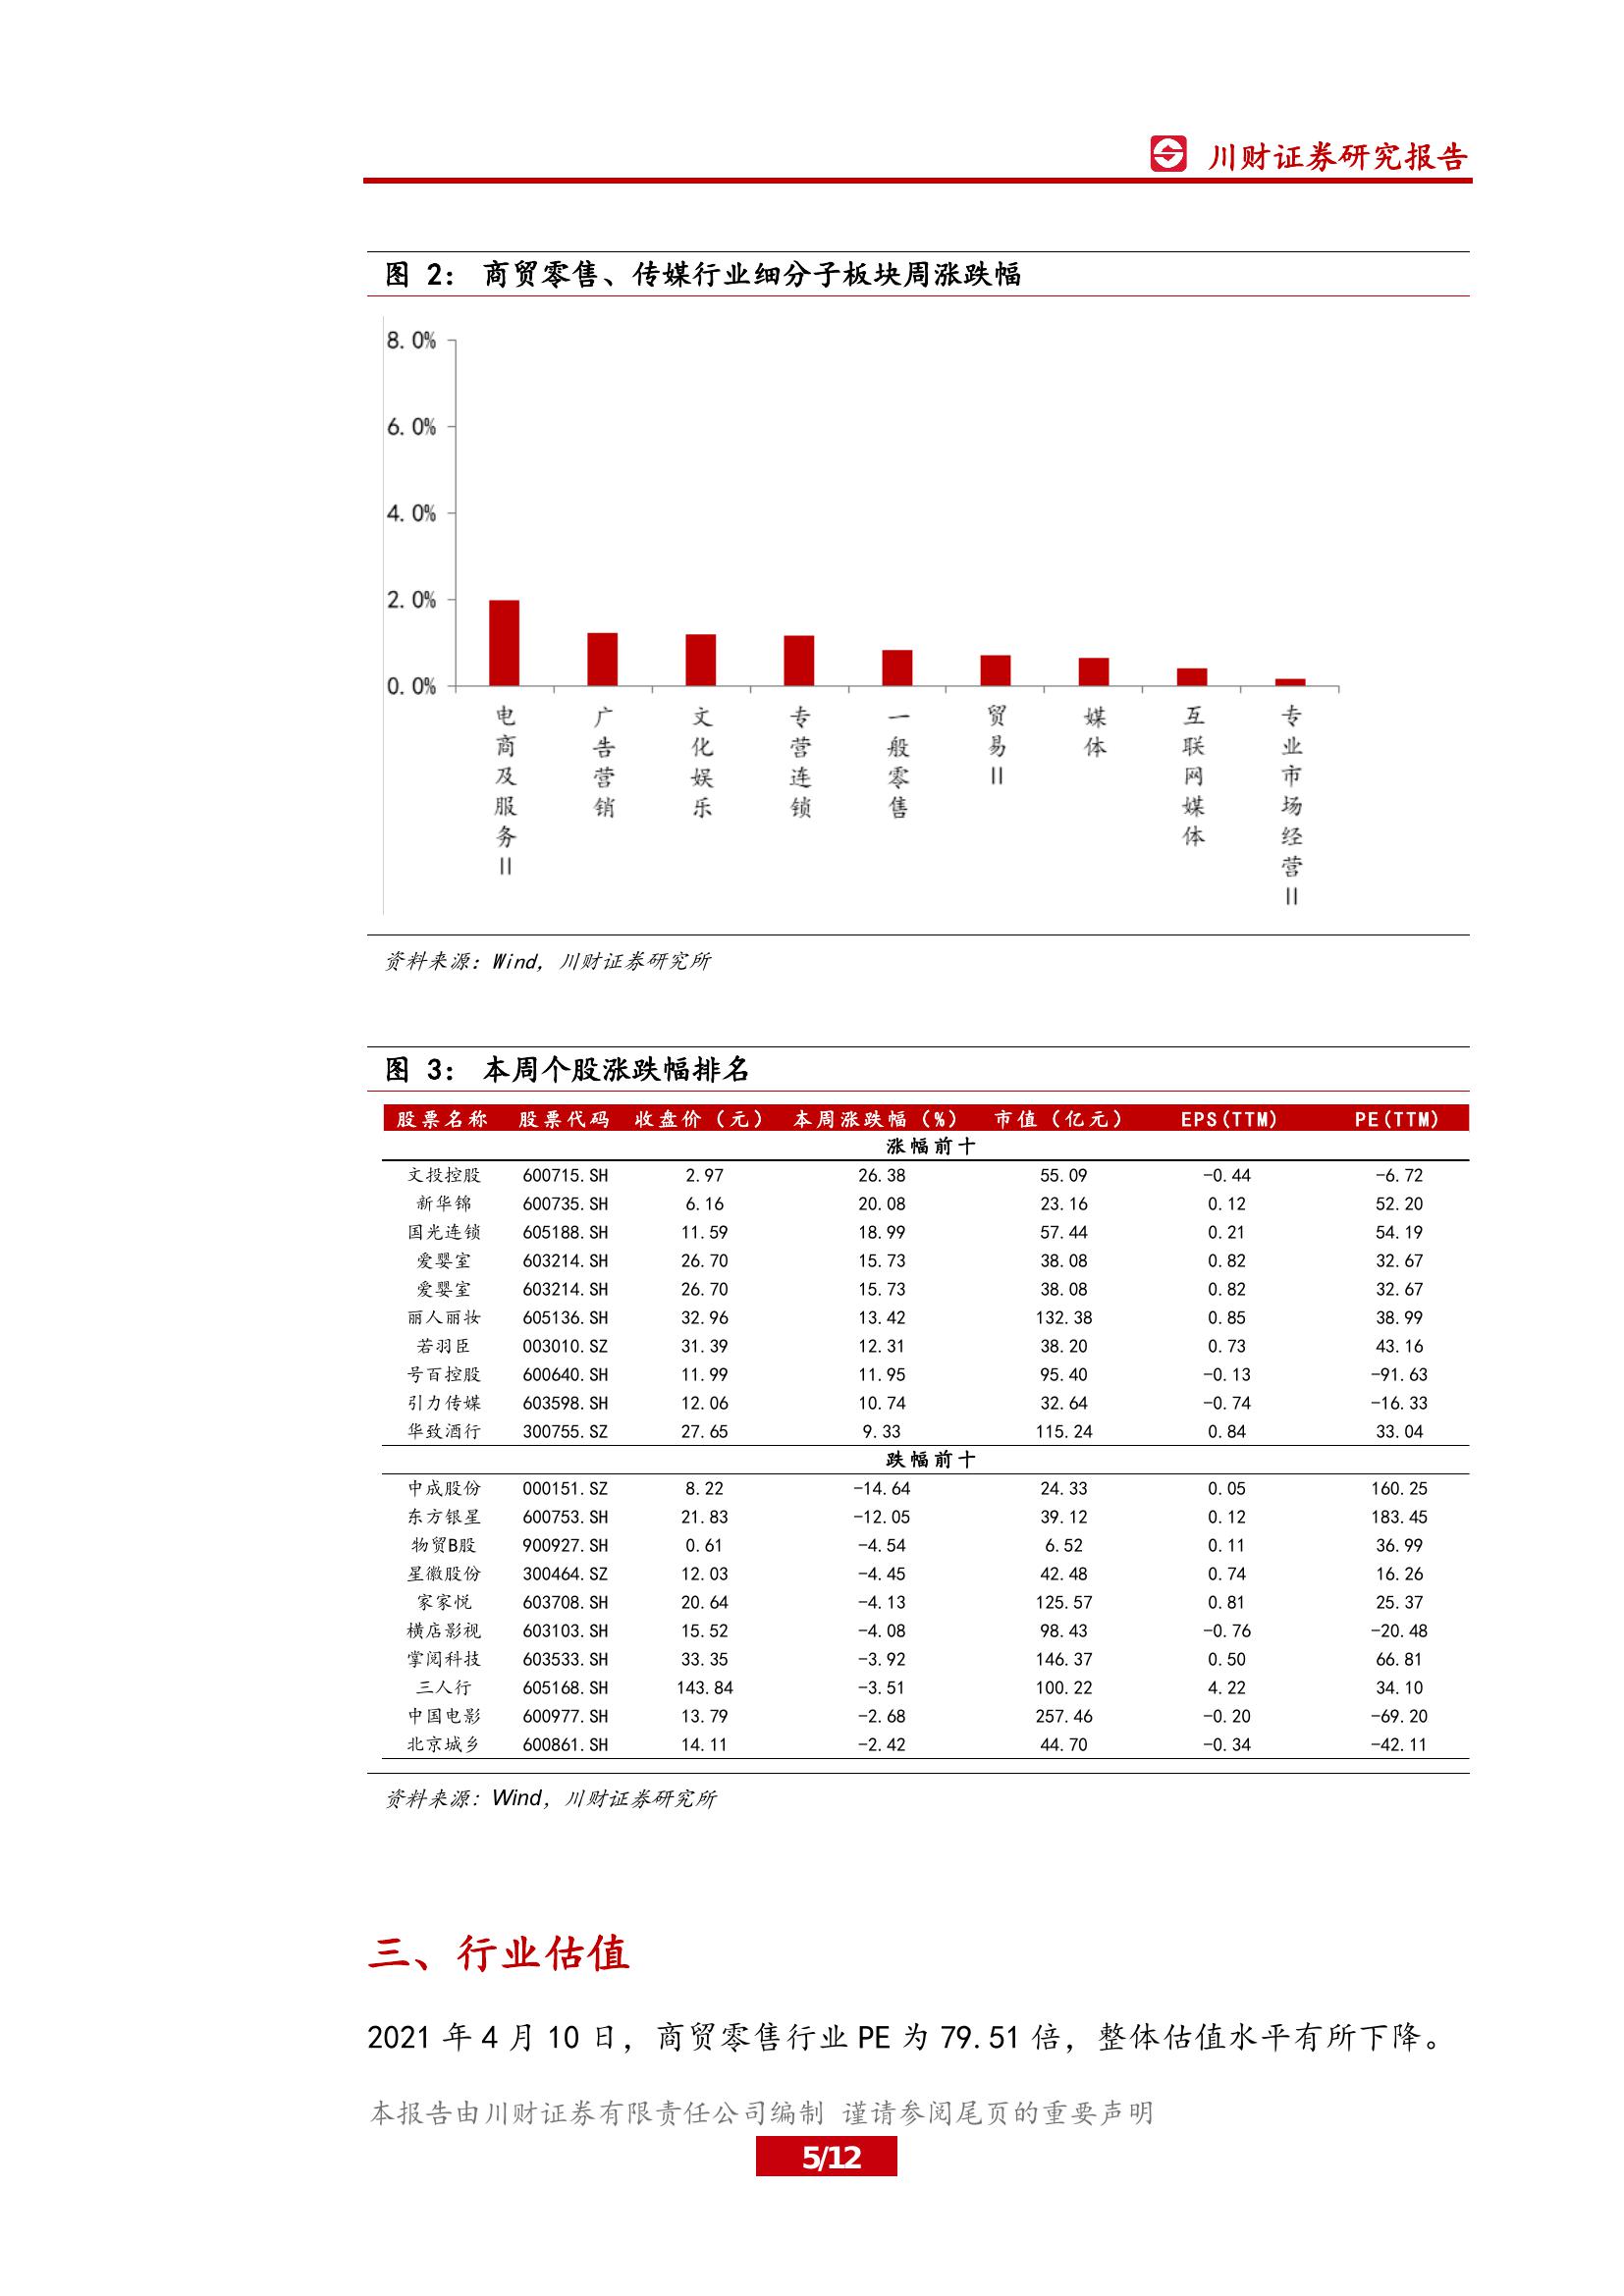 川财证券研究报告
图 2： 商贸零售、传媒行业细分子板块周涨跌幅
8.0%
6.0%
4.0%
2.0%
0.0%
电商及服务II
广告营销
文化娱乐
专营连锁
一般零售
贸易II
媒体
互联网媒体
专业市场经营II
资料来源：Wind，川财证券研究所
图 3： 本周个股涨跌幅排名
股票名称 股票代码 收盘价（元） 本周涨跌幅（%） 市值（亿元） EPS(TTM) PE(TTM)
涨幅前十
文投控股 600715.SH 2.97 26.38 55.09 -0.44 -6.72
新华锦 600735.SH 6.16 20.08 23.16 0.12 52.20
国光连锁 605188.SH 11.59 18.99 57.44 0.21 54.19
爱婴室 603214.SH 26.70 15.73 38.08 0.82 32.67
爱婴室 603214.SH 26.70 15.73 38.08 0.82 32.67
丽人丽妆 605136.SH 32.96 13.42 132.38 0.85 38.99
若羽臣 003010.SZ 31.39 12.31 38.20 0.73 43.16
号百控股 600640.SH 11.99 11.95 95.40 -0.13 -91.63
引力传媒 603598.SH 12.06 10.74 32.64 -0.74 -16.33
华致酒行 300755.SZ 27.65 9.33 115.24 0.84 33.04
跌幅前十
中成股份 000151.SZ 8.22 -14.64 24.33 0.05 160.25
东方银星 600753.SH 21.83 -12.05 39.12 0.12 183.45
物贸B股 900927.SH 0.61 -4.54 6.52 0.11 36.99
星徽股份 300464.SZ 12.03 -4.45 42.48 0.74 16.26
家家悦 603708.SH 20.64 -4.13 125.57 0.81 25.37
横店影视 603103.SH 15.52 -4.08 98.43 -0.76 -20.48
掌阅科技 603533.SH 33.35 -3.92 146.37 0.50 66.81
三人行 605168.SH 143.84 -3.51 100.22 4.22 34.10
中国电影 600977.SH 13.79 -2.68 257.46 -0.20 -69.20
北京城乡 600861.SH 14.11 -2.42 44.70 -0.34 -42.11
资料来源：Wind，川财证券研究所
三、行业估值
2021 年 4 月 10 日，商贸零售行业 PE 为 79.51 倍，整体估值水平有所下降。
本报告由川财证券有限责任公司编制 谨请参阅尾页的重要声明
5/12